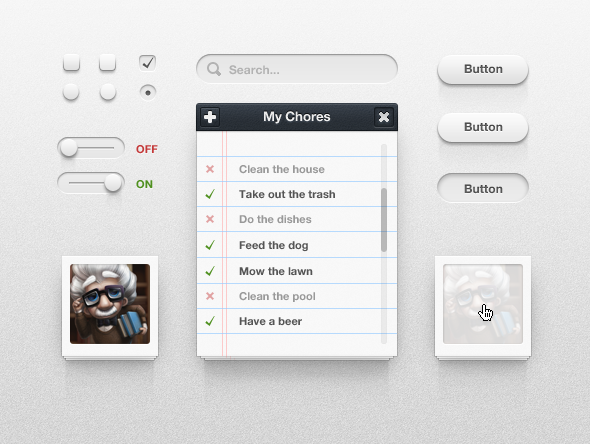 Search...
Button
My Chores
Button
OFF
Clean the house
ON
Take out the trash
Button
Do the dishes
Feed the dog
Mow the lawn
Clean the pool
Have a beer